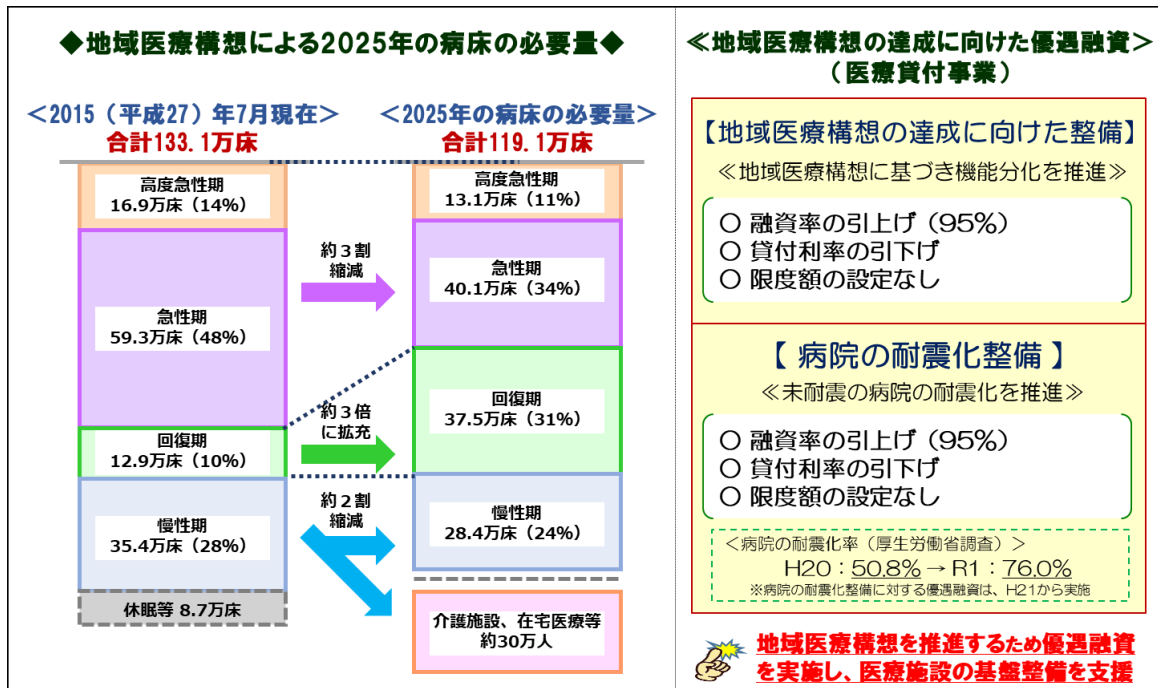 ◆地域医療構想による2025年の病床の必要量◆
＜2015（平成27）年7月現在＞
合計133.1万床
＜2025年の病床の必要量＞
合計119.1万床
高度急性期
16.9万床（14%）
急性期
59.3万床（48%）
回復期
12.9万床（10%）
慢性期
35.4万床（28%）
休眠等 8.7万床
約３割
縮減
約３倍
に拡充
約２割
縮減
高度急性期
13.1万床（11%）
急性期
40.1万床（34%）
回復期
37.5万床（31%）
慢性期
28.4万床（24%）
介護施設、在宅医療等
約30万人
≪地域医療構想の達成に向けた優遇融資＞
（医療貸付事業）
【地域医療構想の達成に向けた整備】
≪地域医療構想に基づき機能分化を推進≫
○ 融資率の引上げ（95%）
○ 貸付利率の引下げ
○ 限度額の設定なし
【 病院の耐震化整備 】
≪未耐震の病院の耐震化を推進≫
○ 融資率の引上げ（95%）
○ 貸付利率の引下げ
○ 限度額の設定なし
＜病院の耐震化率（厚生労働省調査）＞
H20：50.8%→R1：76.0%
※病院の耐震化整備に対する優遇融資は、H21から実施
地域医療構想を推進するため優遇融資
を実施し、医療施設の基盤整備を支援